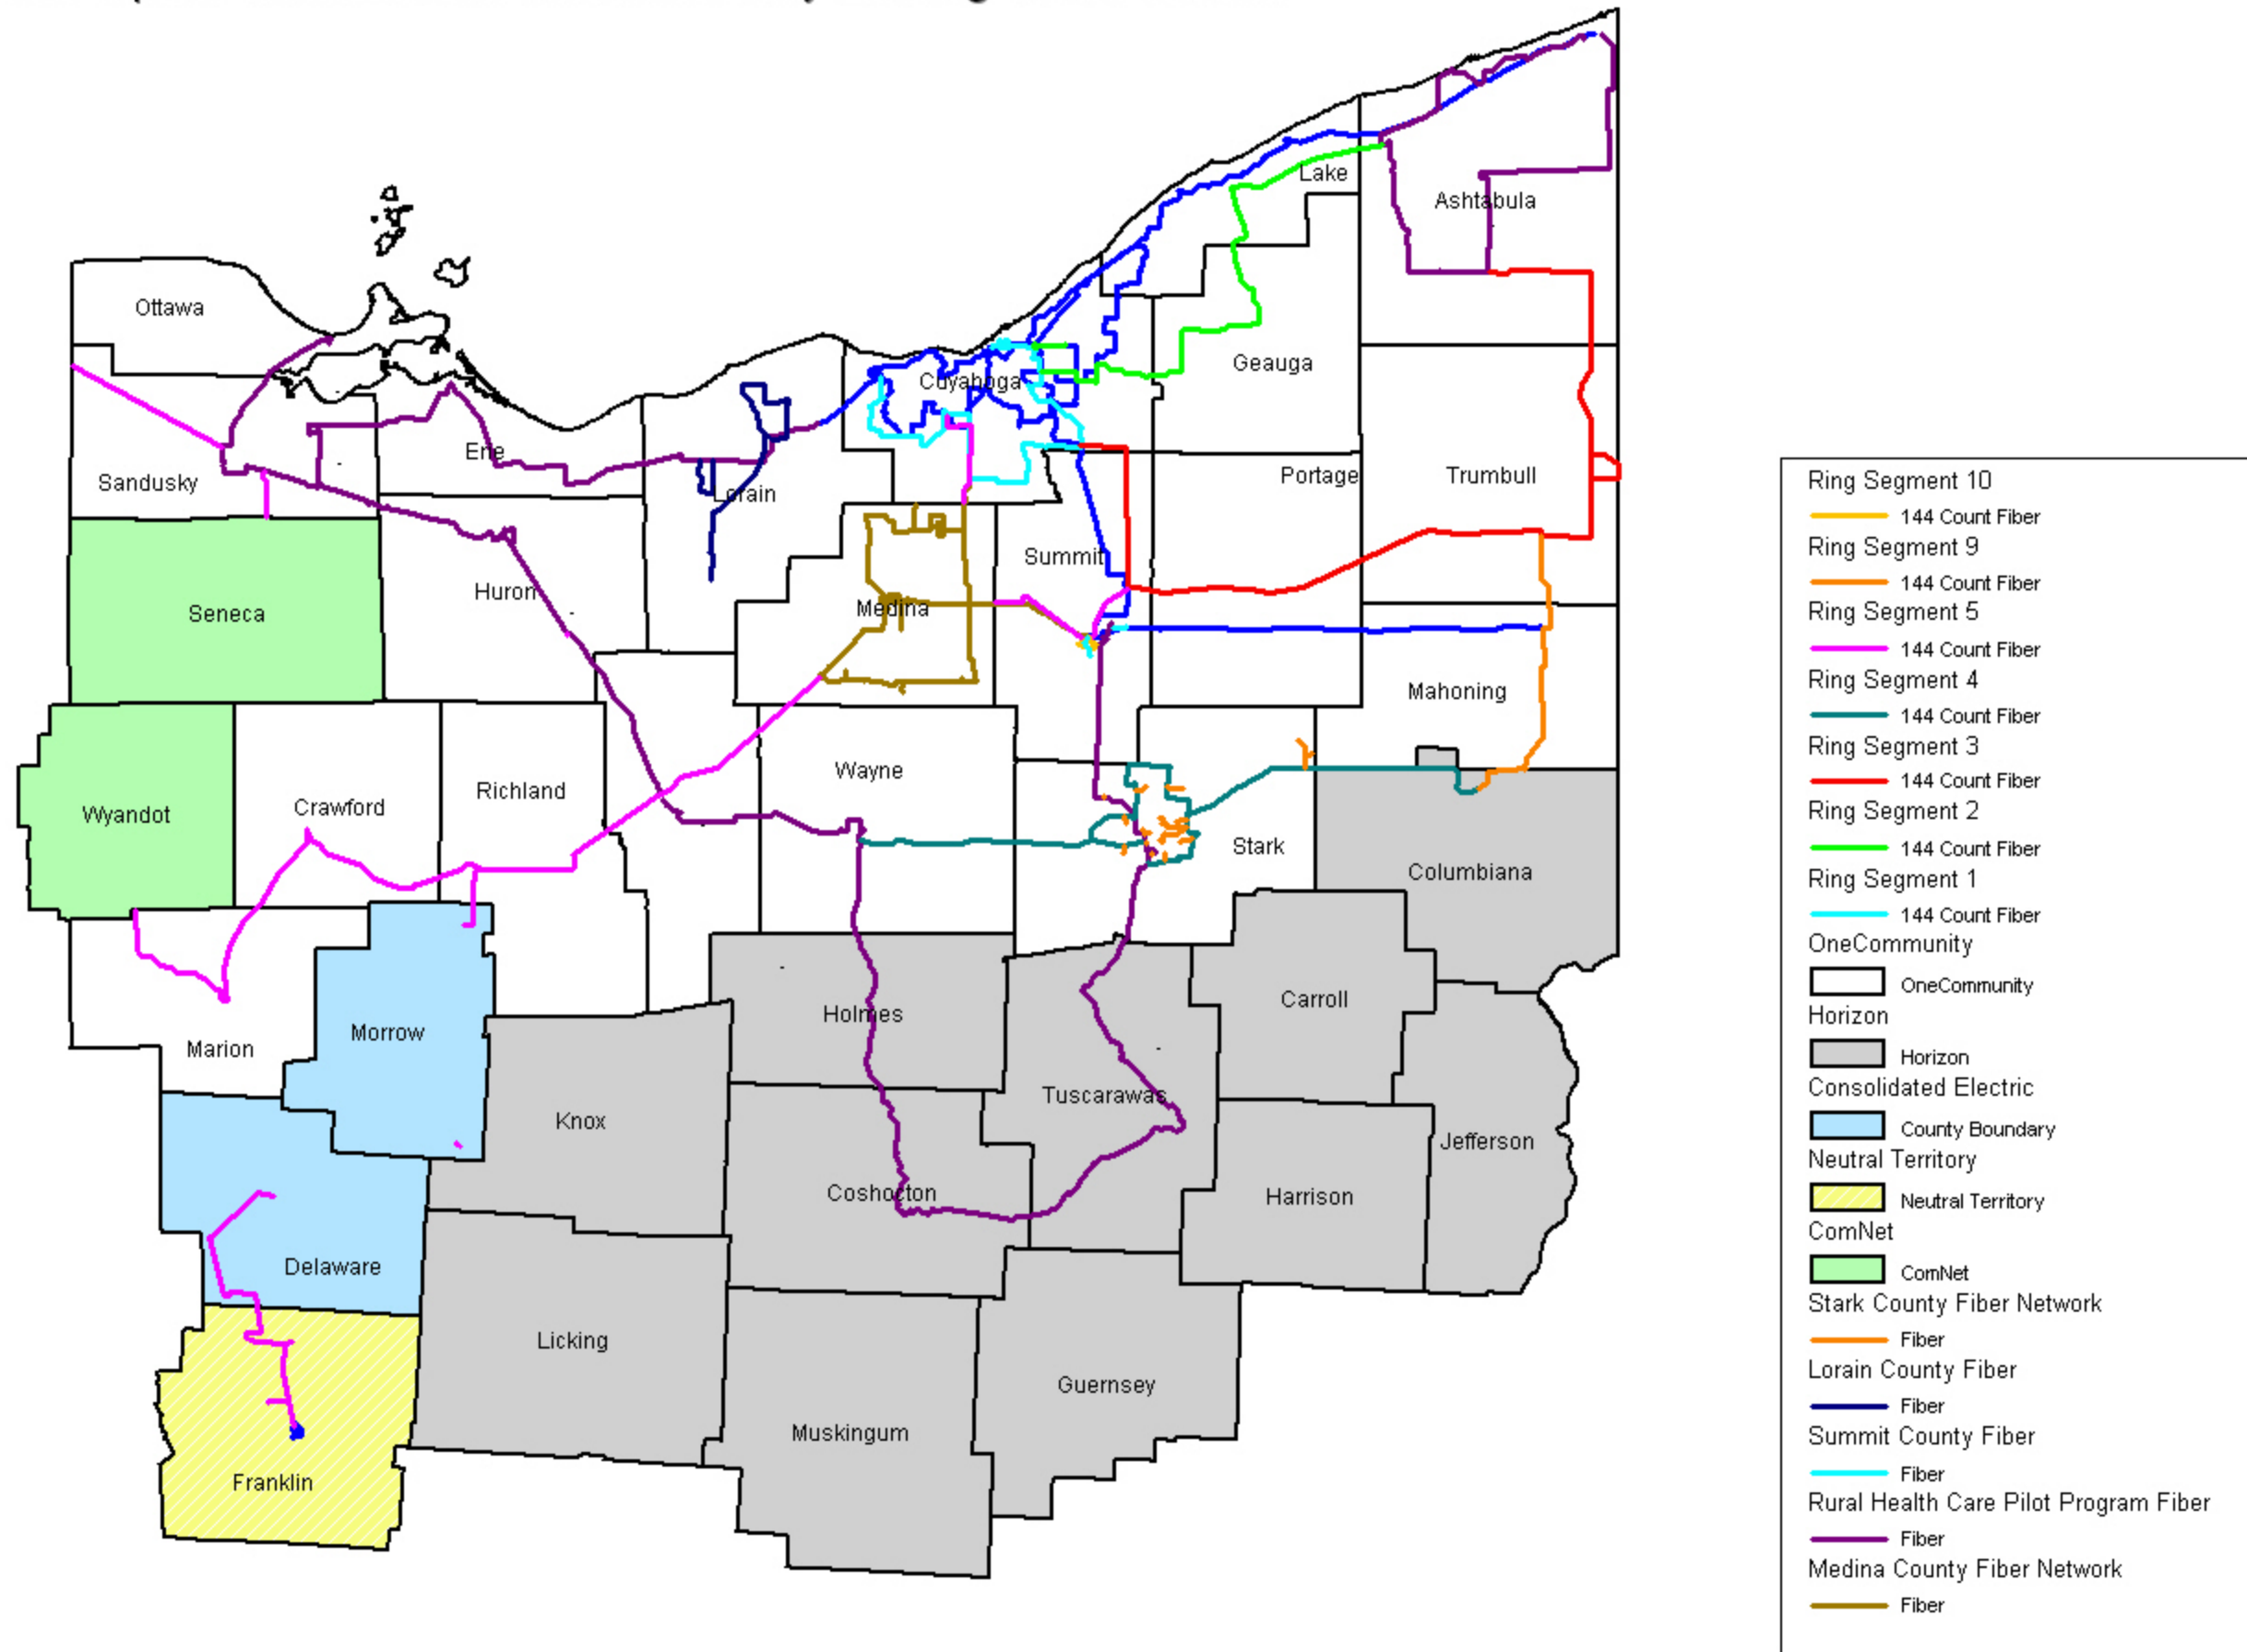 Lake
Ashtabula
Ottawa
Geauga
Cuyahoga
Erie
Sandusky
Lorain
Portage
Trumbull
Summit
Huron
Seneca
Medina
Mahoning
Wayne
Richland
Crawford
Wyandot
Stark
Columbiana
Carroll
Holmes
Morrow
Marion
Tuscarawas
Knox
Jefferson
Coshocton
Harrison
Delaware
Licking
Guernsey
Muskingum
Franklin
Ring Segment 10
144 Count Fiber
Ring Segment 9
144 Count Fiber
Ring Segment 5
144 Count Fiber
Ring Segment 4
144 Count Fiber
Ring Segment 3
144 Count Fiber
Ring Segment 2
144 Count Fiber
Ring Segment 1
144 Count Fiber
OneCommunity
OneCommunity
Horizon
Horizon
Consolidated Electric
County Boundary
Neutral Territory
Neutral Territory
ComNet
ComNet
Stark County Fiber Network
Fiber
Lorain County Fiber
Fiber
Summit County Fiber
Fiber
Rural Health Care Pilot Program Fiber
Fiber
Medina County Fiber Network
Fiber